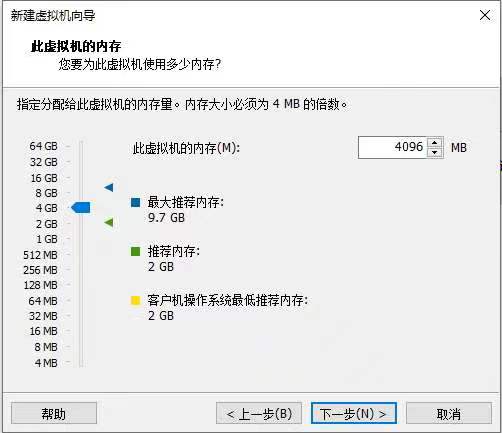 新建虚拟机向导
此虚拟机的内存
您要为此虚拟机使用多少内存?
指定分配给此虚拟机的内存量。内存大小必须为 4 MB 的倍数。
64 GB
32 GB
16 GB
8 GB
4 GB
2 GB
1 GB
512 MB
256 MB
128 MB
64 MB
32 MB
16 MB
8 MB
4 MB
此虚拟机的内存(M): 4096 MB
最大推荐内存:
9.7 GB
推荐内存:
2 GB
客户机操作系统最低推荐内存:
2 GB
帮助 < 上一步(B) 下一步(N) > 取消